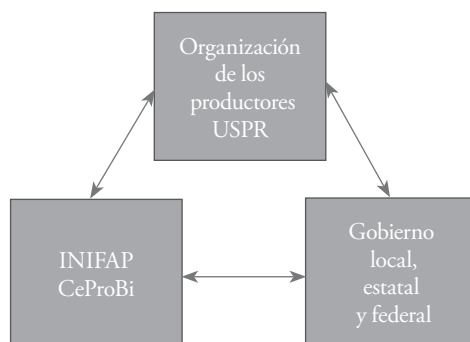 Organización
de los
productores
USPR
INIFAP
CeProBi
Gobierno
local,
estatal
y federal